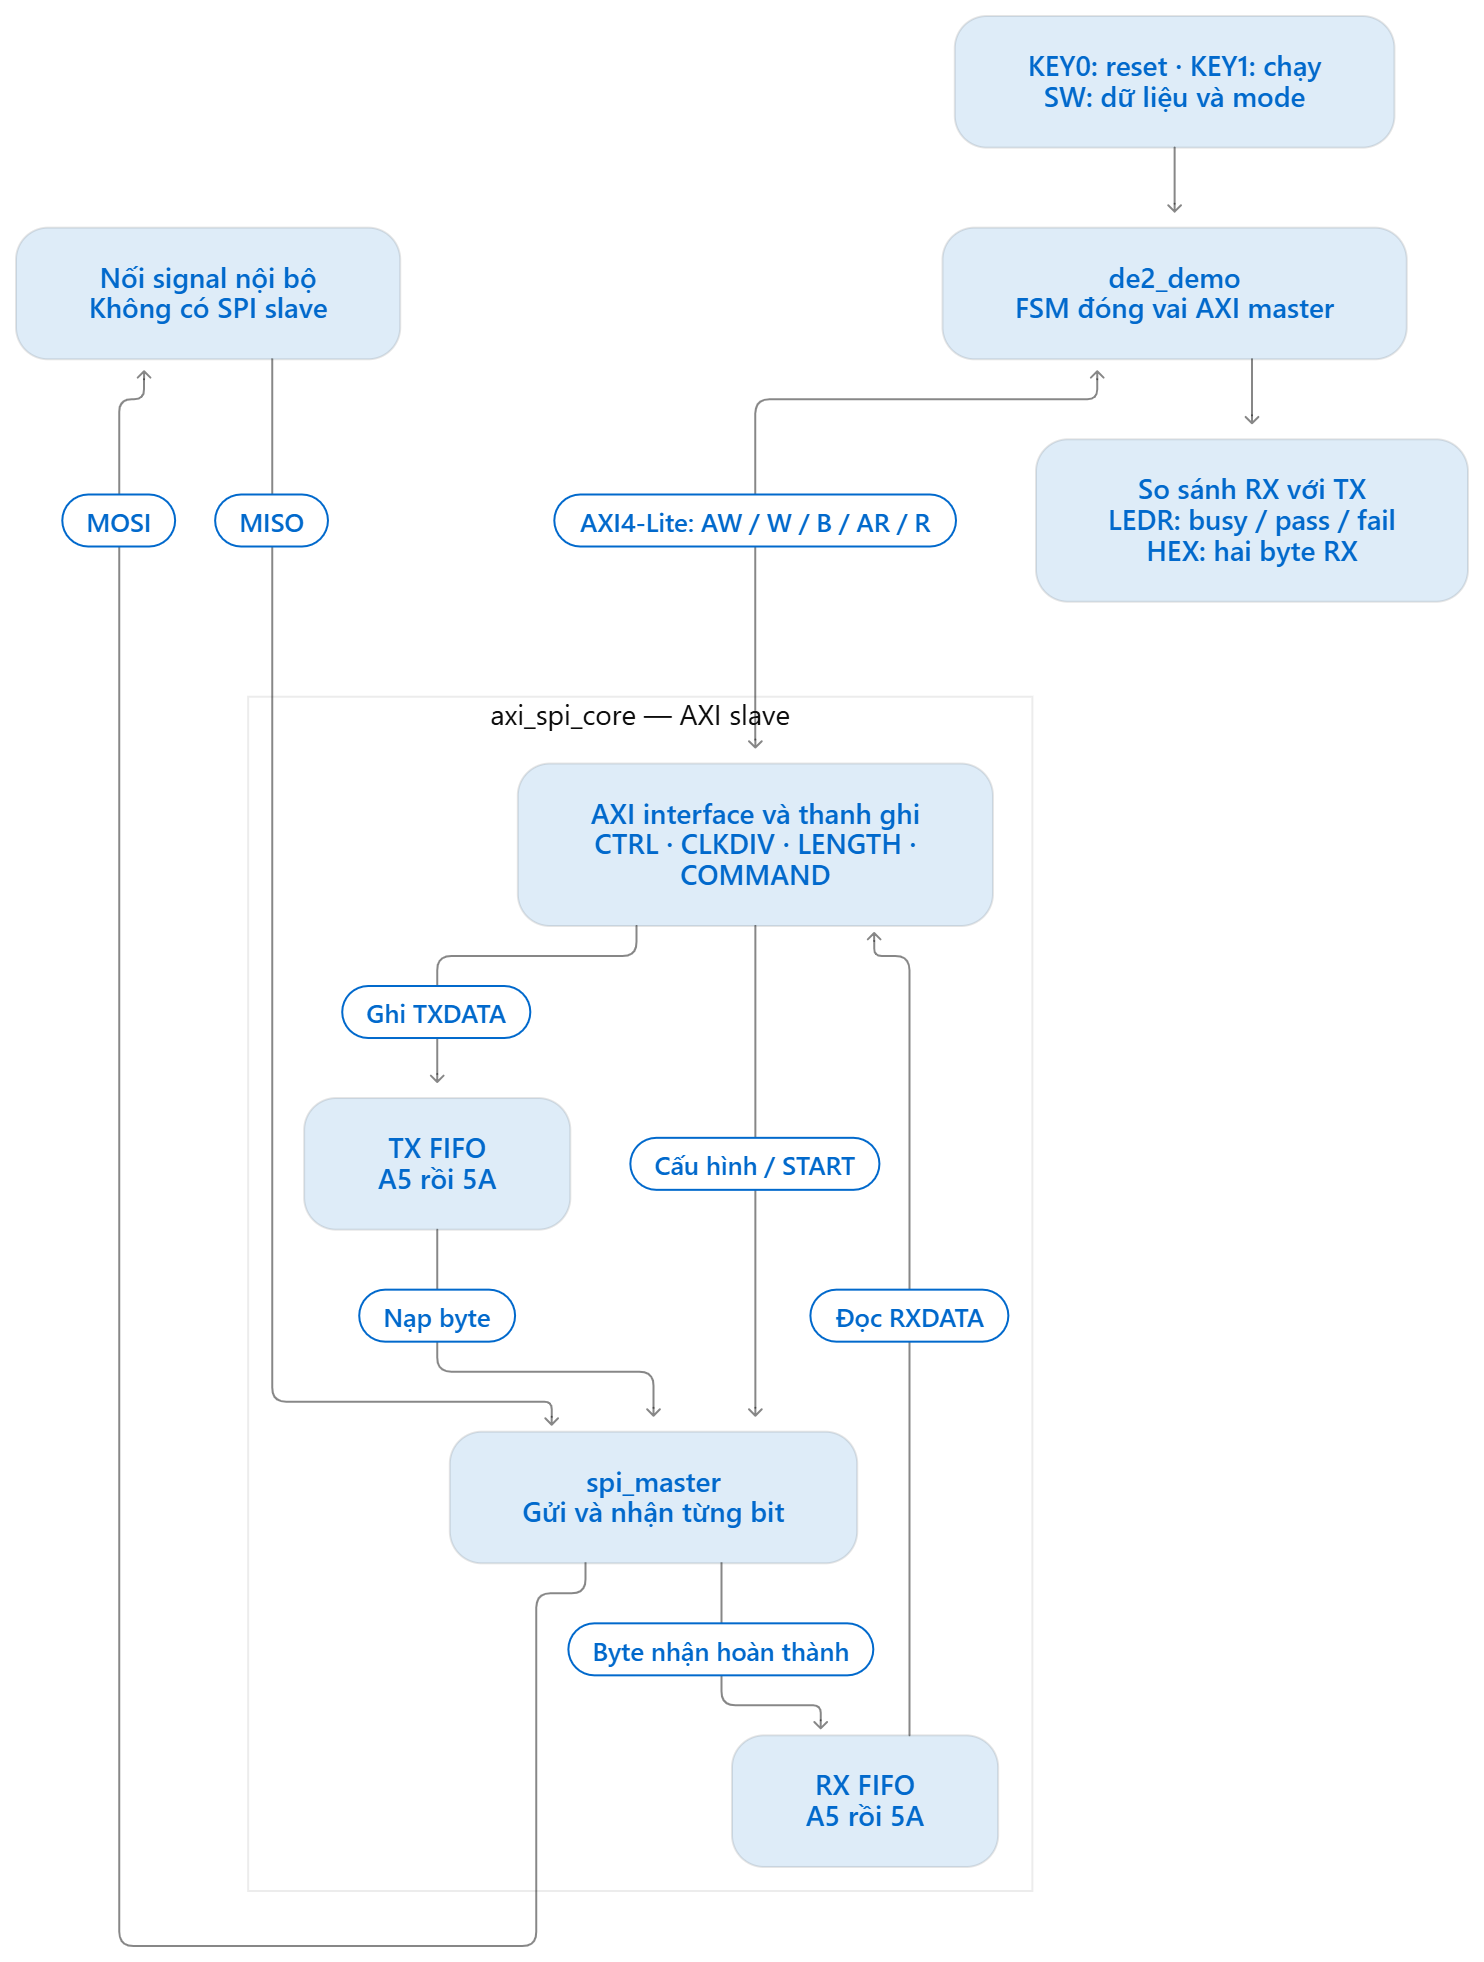 KEY0: reset · KEY1: chạy
SW: dữ liệu và mode
Nối signal nội bộ
Không có SPI slave
de2_demo
FSM đóng vai AXI master
So sánh RX với TX
LEDR: busy / pass / fail
HEX: hai byte RX
MOSI
MISO
AXI4-Lite: AW / W / B / AR / R
axi_spi_core — AXI slave
AXI interface và thanh ghi
CTRL · CLKDIV · LENGTH ·
COMMAND
Ghi TXDATA
TX FIFO
A5 rồi 5A
Cấu hình / START
Nạp byte
Đọc RXDATA
spi_master
Gửi và nhận từng bit
Byte nhận hoàn thành
RX FIFO
A5 rồi 5A